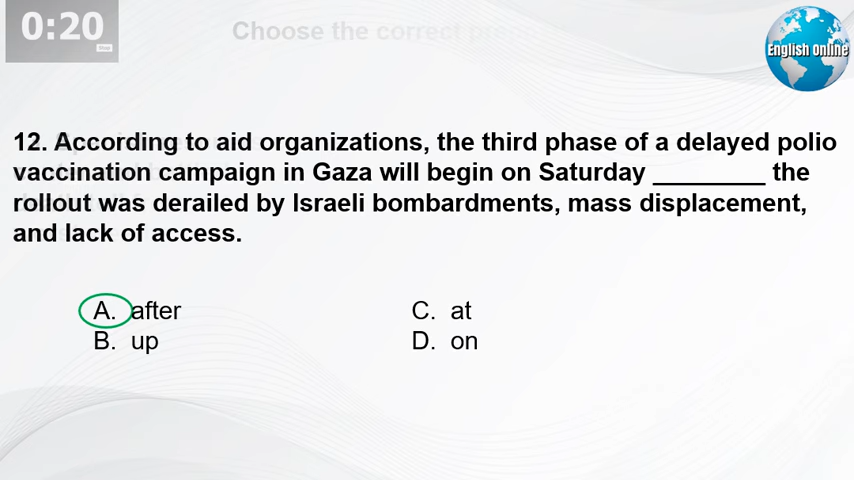 0:20
Choose the correct pre
English Online
12. According to aid organizations, the third phase of a delayed polio
vaccination campaign in Gaza will begin on Saturday ________ the
rollout was derailed by Israeli bombardments, mass displacement,
and lack of access.
A. after
B. up
C. at
D. on